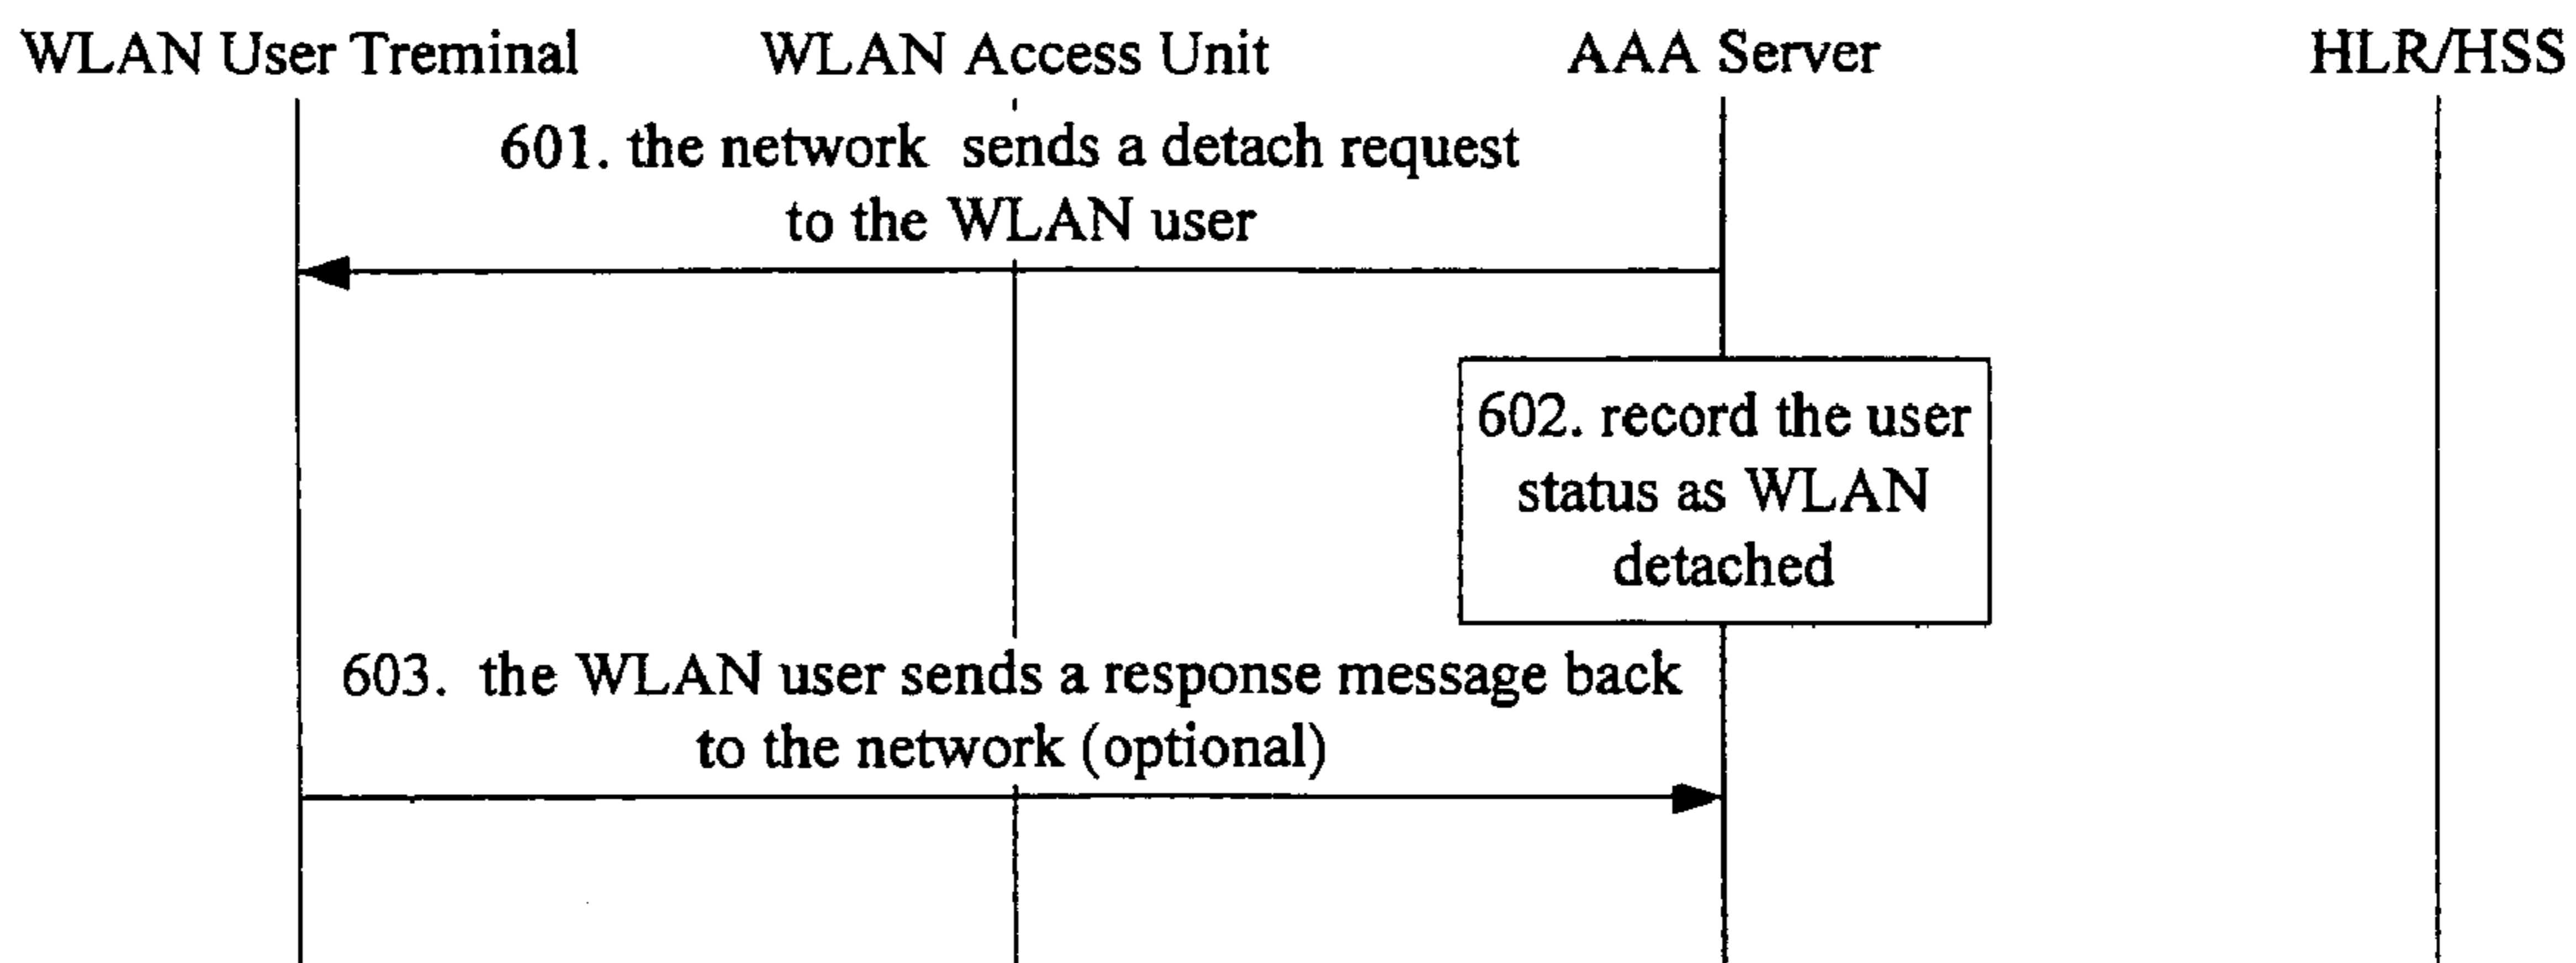 WLAN User Treminal
WLAN Access Unit
AAA Server
HLR/HSS
601. the network sends a detach request
to the WLAN user
602. record the user
status as WLAN
detached
603. the WLAN user sends a response message back
to the network (optional)